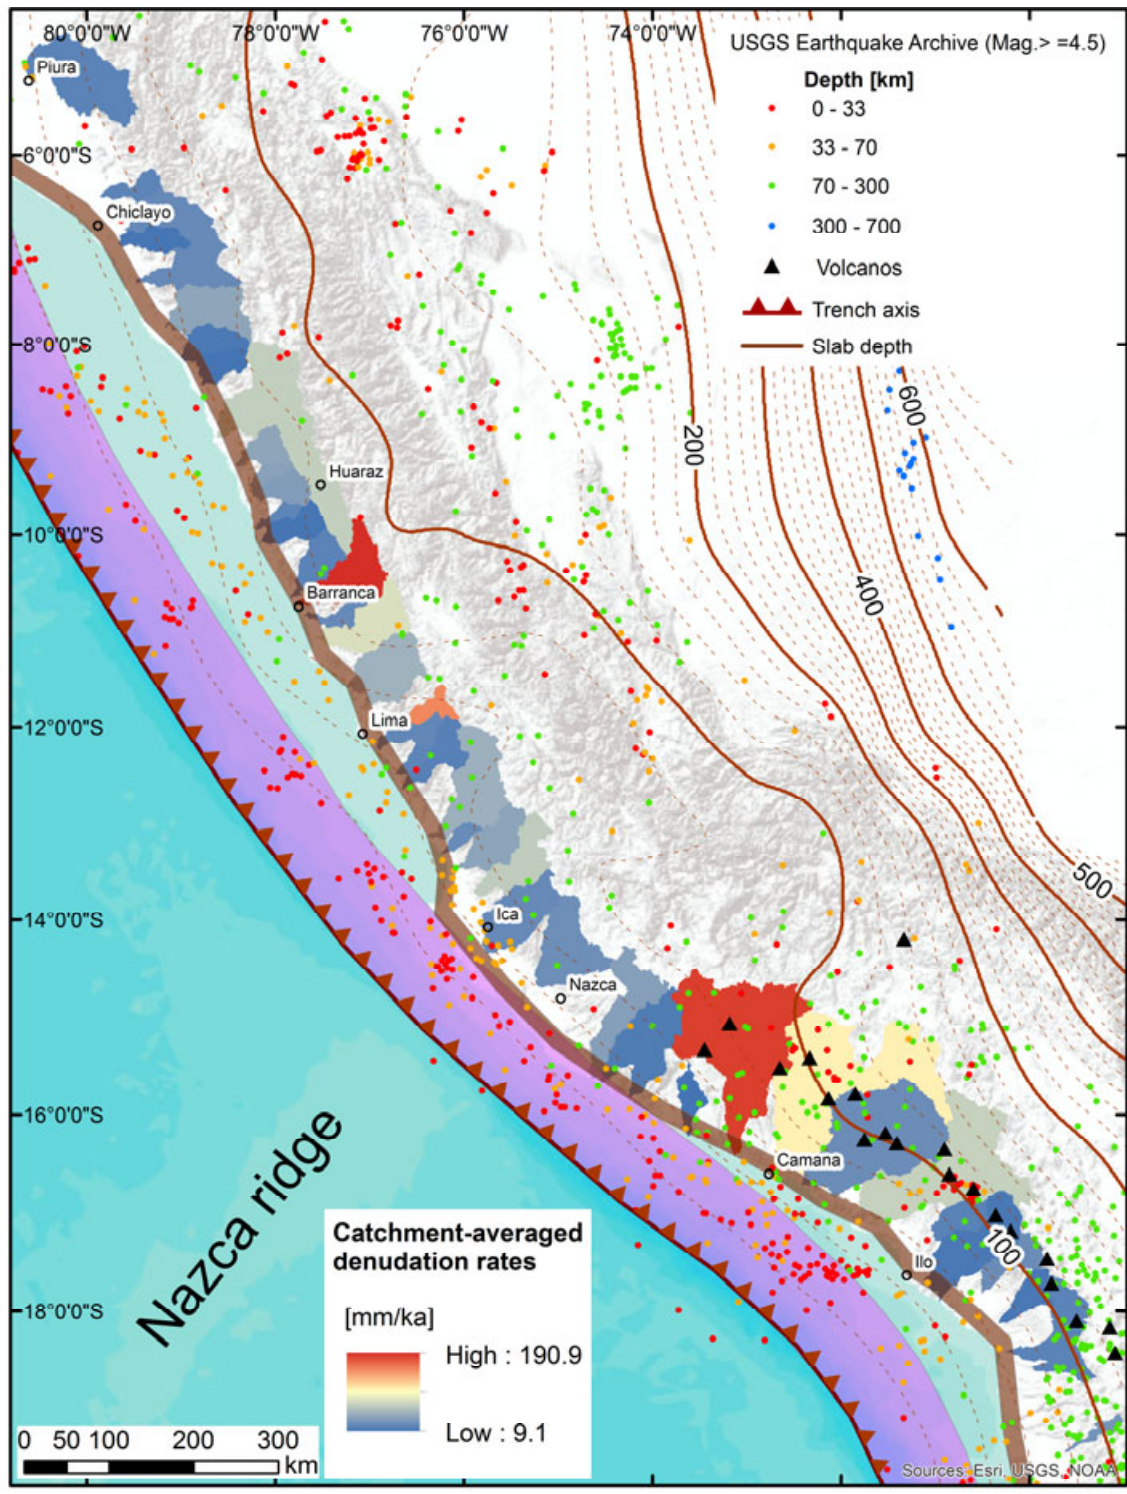 80°0'0"W
78°0'0"W
76°0'0"W
74°0'0"W
USGS Earthquake Archive (Mag.> =4.5)
Depth [km]
0 - 33
33 - 70
70 - 300
300 - 700
Volcanos
Trench axis
Slab depth
Piura
6°0'0"S
Chiclayo
8°0'0"S
600
200
Huaraz
10°0'0"S
400
Barranca
Lima
12°0'0"S
500
14°0'0"S
Ica
Nazca
16°0'0"S
Camana
Nazca ridge
100
Ilo
18°0'0"S
Catchment-averaged
denudation rates
[mm/ka]
High : 190.9
Low : 9.1
0 50 100 200 300
km
Sources: Esri, USGS, NOAA